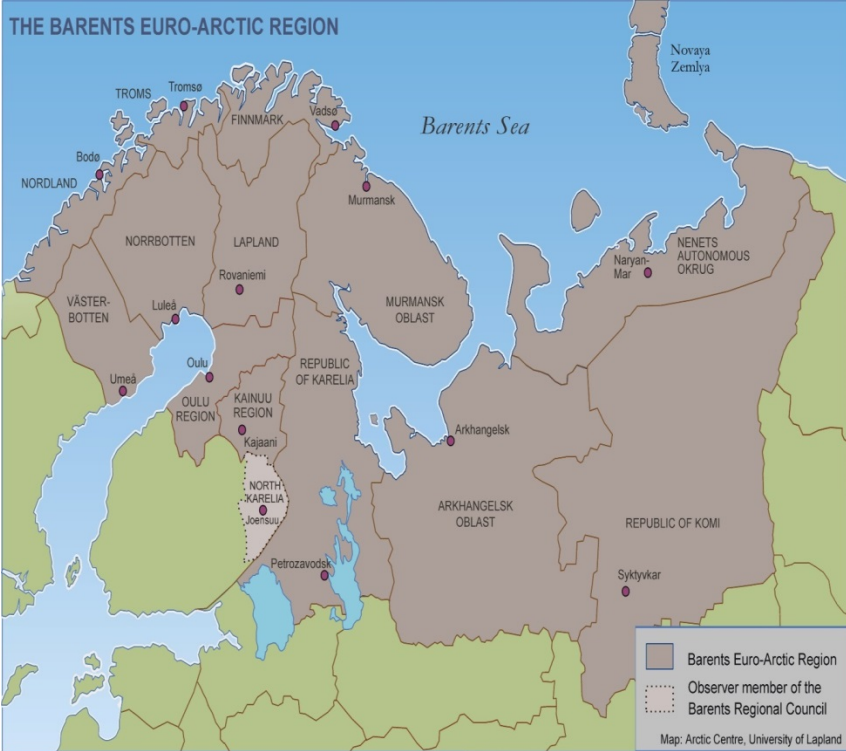 THE BARENTS EURO-ARCTIC REGION
Novaya
Zemlya
Tromsø
TROMS
FINNMARK
Vadsø
Barents Sea
Bodø
NORDLAND
Murmansk
NORRBOTTEN
LAPLAND
Rovaniemi
Naryan-
Mar
NENETS
AUTONOMOUS
OKRUG
VÄSTER-
BOTTEN
Luleå
MURMANSK
OBLAST
Oulu
REPUBLIC
OF KARELIA
Umeå
OULU
REGION
KAINUU
REGION
Kajaani
Arkhangelsk
NORTH
KARELIA
Joensuu
ARKHANGELSK
OBLAST
REPUBLIC OF KOMI
Petrozavodsk
Syktyvkar
Barents Euro-Arctic Region
Observer member of the
Barents Regional Council
Map: Arctic Centre, University of Lapland